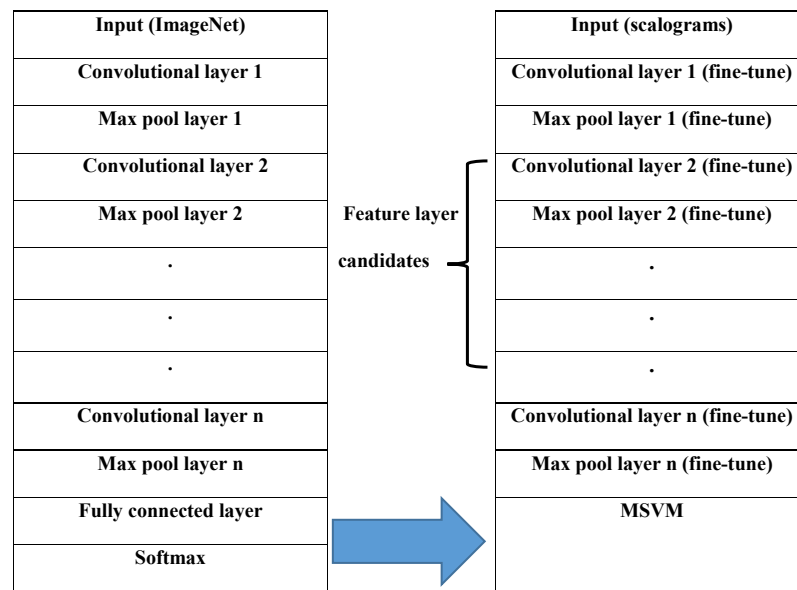 Input (ImageNet)
Convolutional layer 1
Max pool layer 1
Convolutional layer 2
Max pool layer 2
.
.
.
Convolutional layer n
Max pool layer n
Fully connected layer
Softmax
Feature layer
candidates
Input (scalograms)
Convolutional layer 1 (fine-tune)
Max pool layer 1 (fine-tune)
Convolutional layer 2 (fine-tune)
Max pool layer 2 (fine-tune)
.
.
.
Convolutional layer n (fine-tune)
Max pool layer n (fine-tune)
MSVM